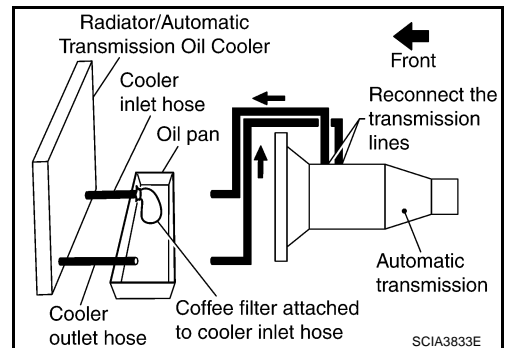 Radiator/Automatic
Transmission Oil Cooler
Front
Cooler
inlet hose
Reconnect the
transmission
lines
Oil pan
Automatic
transmission
Cooler
outlet hose
Coffee filter attached
to cooler inlet hose
SCIA3833E